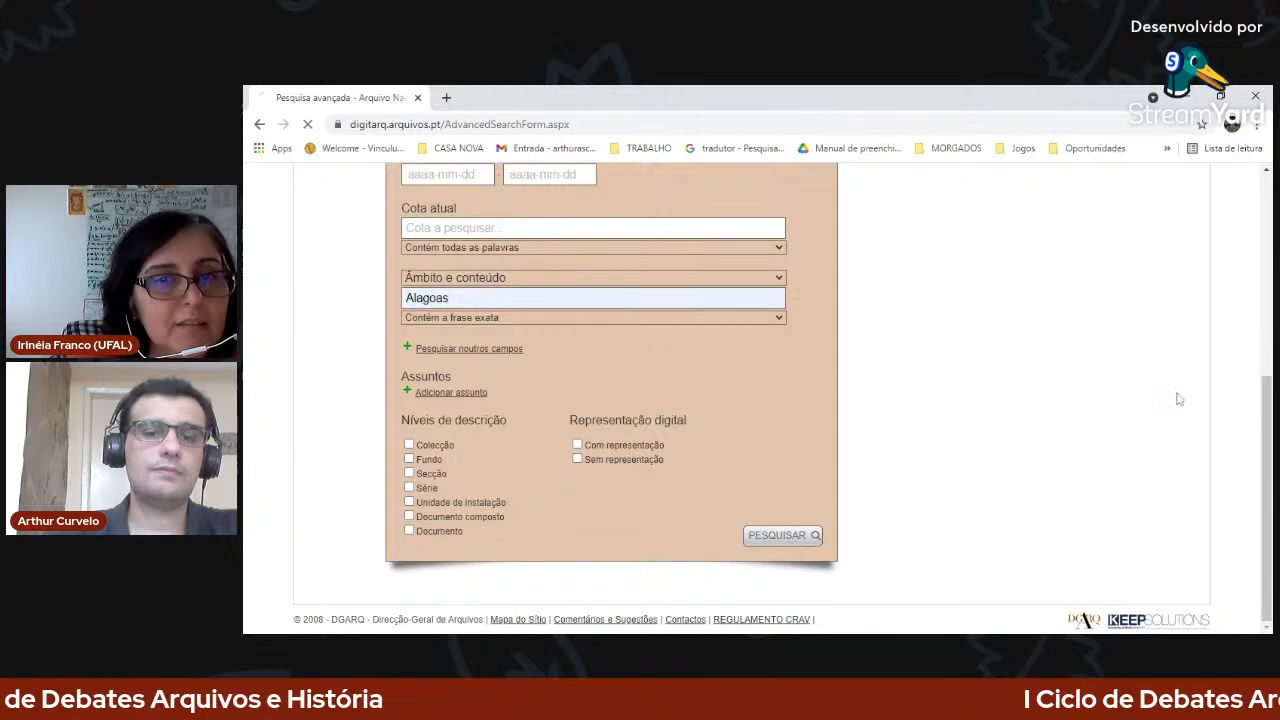 Desenvolvido por
StreamYard
Pesquisa avançada - Arquivo Na
digitarq.arquivos.pt/AdvancedSearchForm.aspx
Apps
Welcome - Vinculu...
CASA NOVA
Entrada - arthurasc...
TRABALHO
tradutor - Pesquisa...
Manual de preenchi...
MORGADOS
Jogos
Oportunidades
»
Lista de leitura
aaaa-mm-dd - aaaa-mm-dd
Cota atual
Cota a pesquisar...
Contém todas as palavras
Âmbito e conteúdo
Alagoas
Contém a frase exata
Pesquisar noutros campos
Assuntos
Adicionar assunto
Níveis de descrição
Colecção
Fundo
Secção
Série
Unidade de instalação
Documento composto
Documento
Representação digital
Com representação
Sem representação
PESQUISAR
© 2008 - DGARQ - Direcção-Geral de Arquivos | Mapa do Sítio | Comentários e Sugestões | Contactos | REGULAMENTO CRAV |
DGARQ
KEEPSOLUTIONS
Irinéia Franco (UFAL)
Arthur Curvelo
de Debates Arquivos e História
I Ciclo de Debates Ar